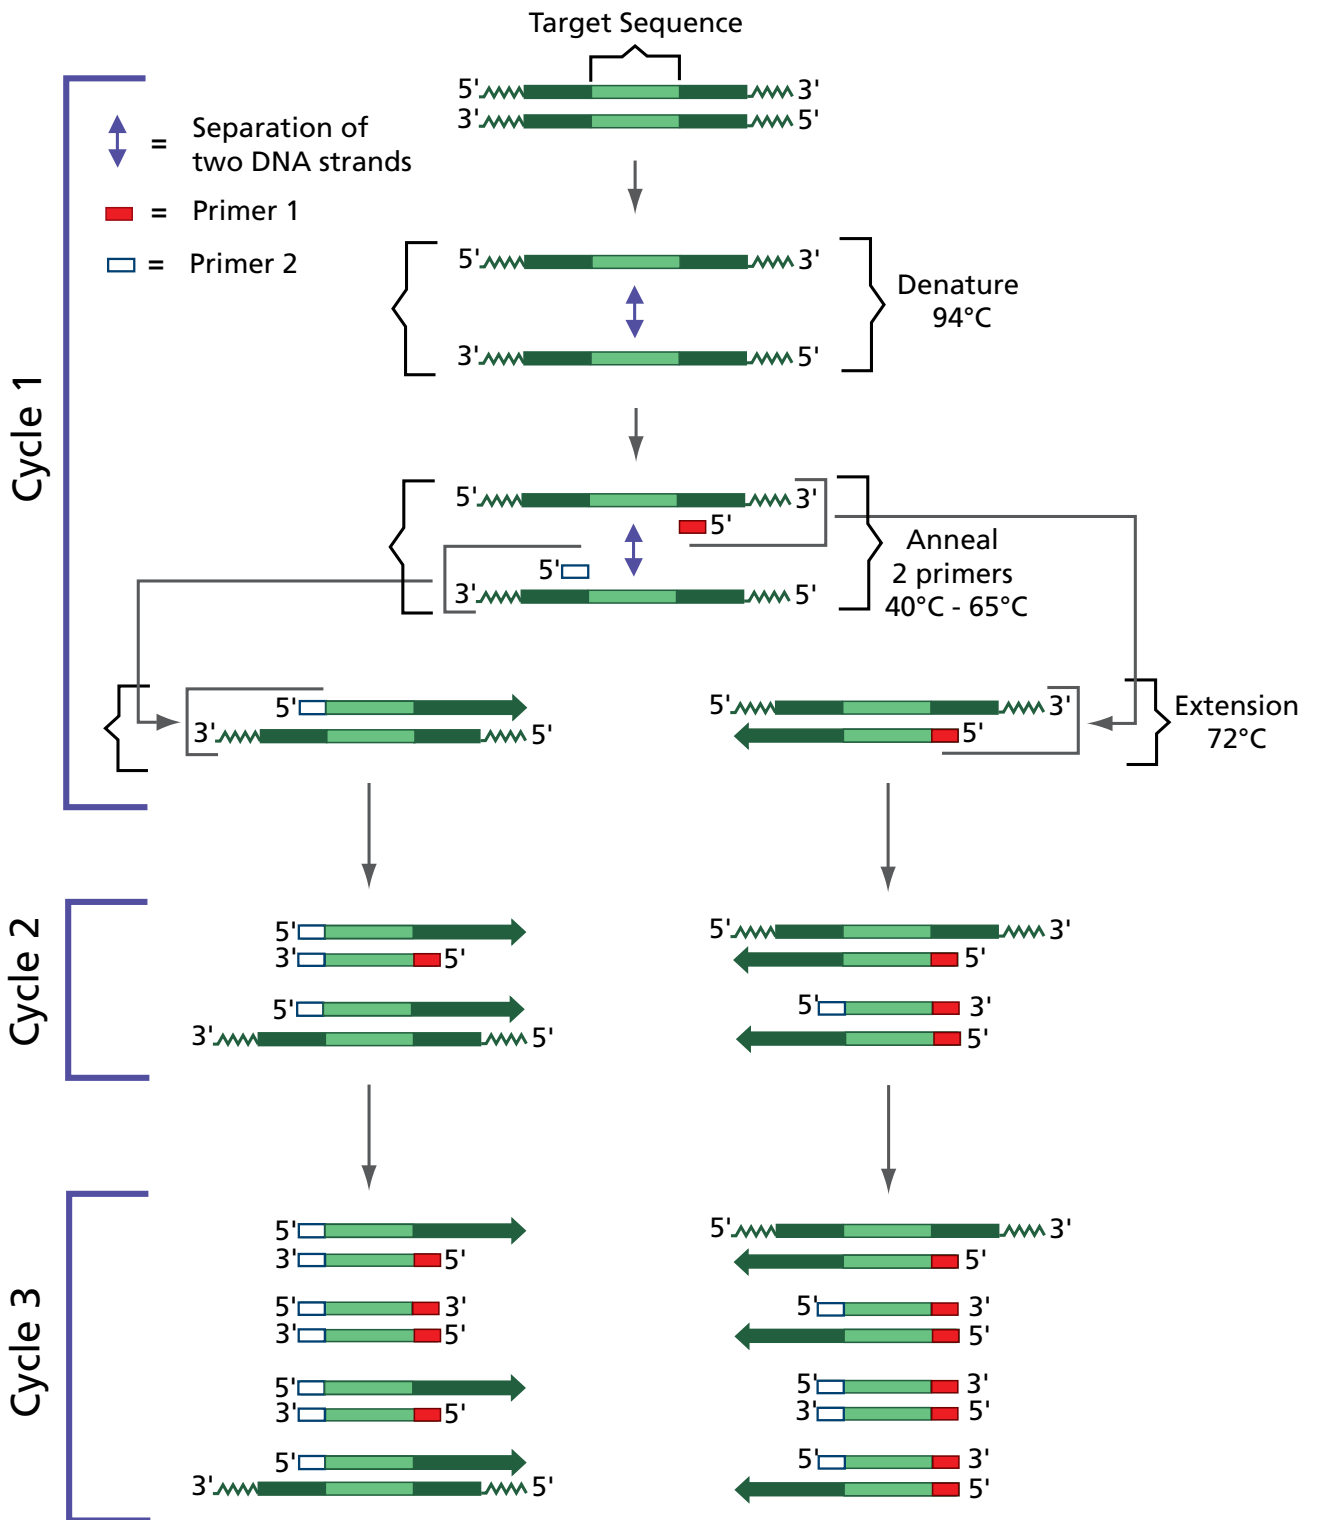 Target Sequence
5' 3'
3' 5'
= Separation of
two DNA strands
= Primer 1
= Primer 2
5' 3'
3' 5'
Denature
94°C
5' 3'
5'
5'
3' 5'
Anneal
2 primers
40°C - 65°C
Cycle 1
5'
3' 5'
5' 3'
5'
Extension
72°C
Cycle 2
5'
3' 5'
5'
3' 5'
5' 3'
5'
5' 3'
5'
Cycle 3
5'
3' 5'
5' 3'
3' 5'
5'
3' 5'
5'
3' 5'
5' 3'
5'
5' 3'
5'
5' 3'
3' 5'
5' 3'
5'